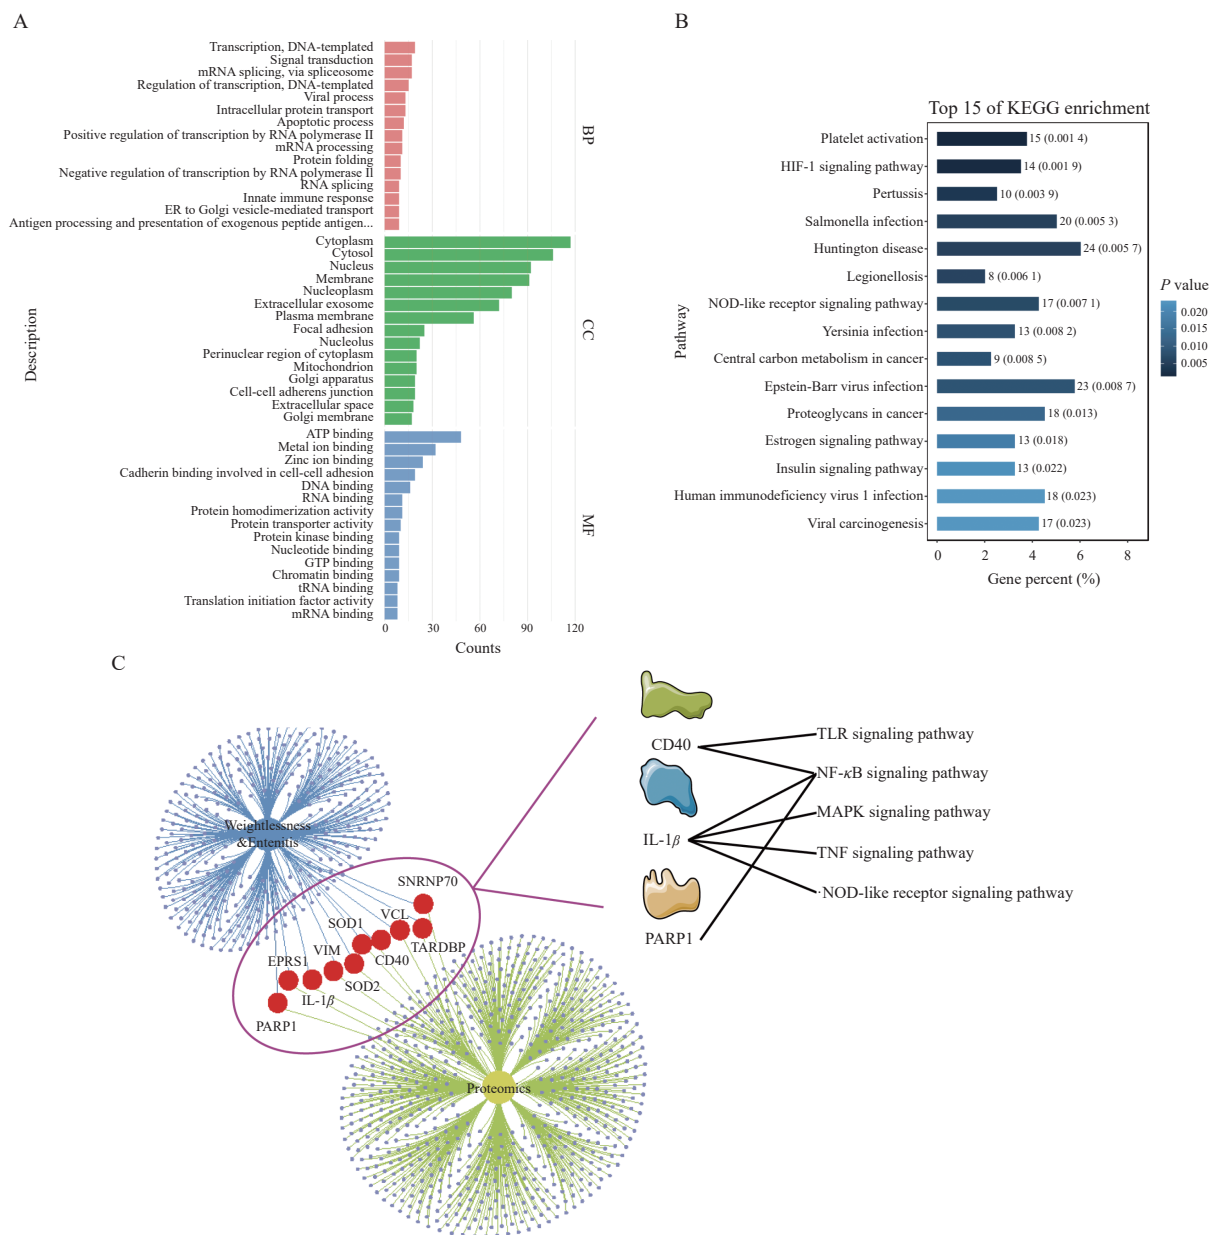 A
Transcription, DNA-templated
Signal transduction
mRNA splicing, via spliceosome
Regulation of transcription, DNA-templated
Viral process
Intracellular protein transport
Apoptotic process
Positive regulation of transcription by RNA polymerase II
mRNA processing
Protein folding
Negative regulation of transcription by RNA polymerase II
RNA splicing
Innate immune response
ER to Golgi vesicle-mediated transport
Antigen processing and presentation of exogenous peptide antigen...
BP
Cytoplasm
Cytosol
Nucleus
Membrane
Nucleoplasm
Extracellular exosome
Plasma membrane
Focal adhesion
Nucleolus
Perinuclear region of cytoplasm
Mitochondrion
Golgi apparatus
Cell-cell adherens junction
Extracellular space
Golgi membrane
CC
ATP binding
Metal ion binding
Zinc ion binding
Cadherin binding involved in cell-cell adhesion
DNA binding
RNA binding
Protein homodimerization activity
Protein transporter activity
Protein kinase binding
Nucleotide binding
GTP binding
Chromatin binding
tRNA binding
Translation initiation factor activity
mRNA binding
MF
Description
0 30 60 90 120
Counts
B
Top 15 of KEGG enrichment
Platelet activation 15 (0.001 4)
HIF-1 signaling pathway 14 (0.001 9)
Pertussis 10 (0.003 9)
Salmonella infection 20 (0.005 3)
Huntington disease 24 (0.005 7)
Legionellosis 8 (0.006 1)
NOD-like receptor signaling pathway 17 (0.007 1)
Yersinia infection 13 (0.008 2)
Central carbon metabolism in cancer 9 (0.008 5)
Epstein-Barr virus infection 23 (0.008 7)
Proteoglycans in cancer 18 (0.013)
Estrogen signaling pathway 13 (0.018)
Insulin signaling pathway 13 (0.022)
Human immunodeficiency virus 1 infection 18 (0.023)
Viral carcinogenesis 17 (0.023)
Pathway
0 2 4 6 8
Gene percent (%)
P value
0.020
0.015
0.010
0.005
C
Weightlessness
&Entenitis
SNRNP70
VCL
SOD1
TARDBP
VIM
CD40
EPRS1
SOD2
IL-1β
PARP1
Proteomics
CD40
IL-1β
PARP1
TLR signaling pathway
NF-κB signaling pathway
MAPK signaling pathway
TNF signaling pathway
·NOD-like receptor signaling pathway